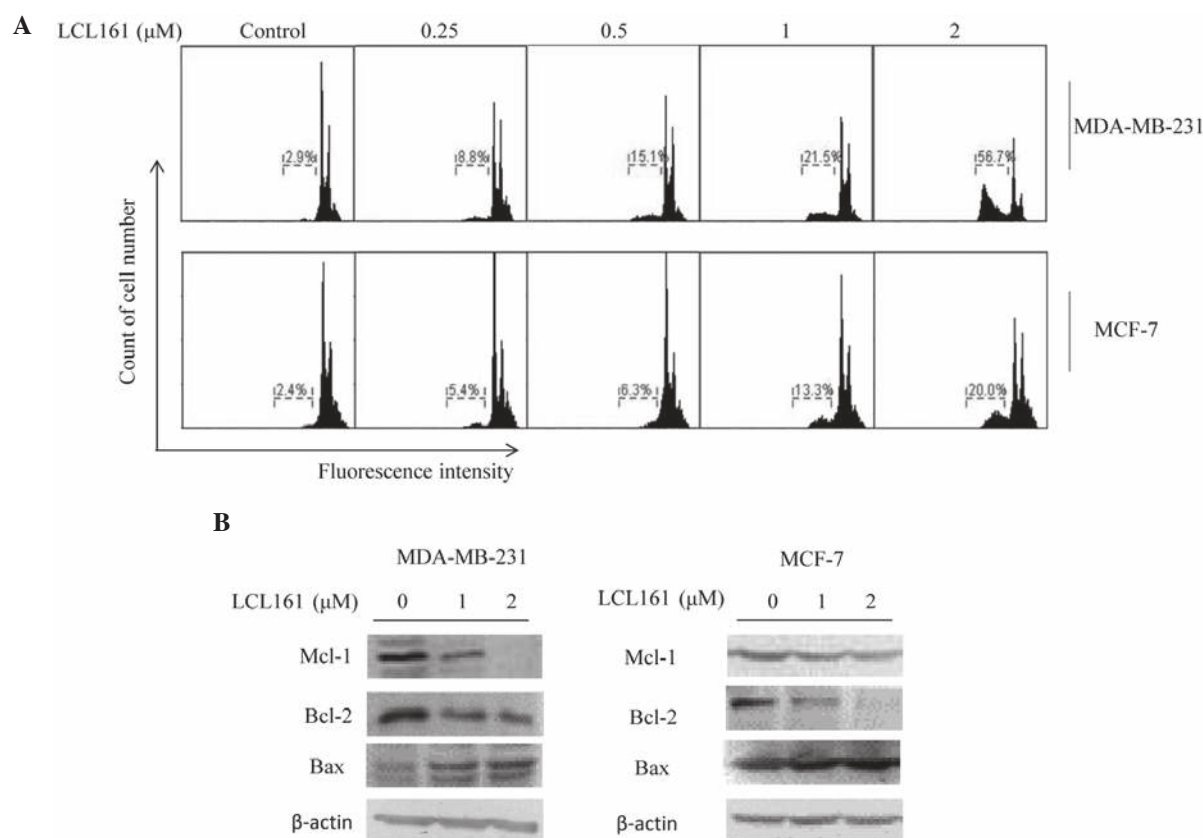 A
LCL161 (μM) Control 0.25 0.5 1 2
2.9% 8.8% 15.1% 21.5% 56.7%
MDA-MB-231
2.4% 5.4% 6.3% 13.3% 20.0%
MCF-7
Count of cell number
Fluorescence intensity
B
MDA-MB-231
LCL161 (μM) 0 1 2
Mcl-1
Bcl-2
Bax
β-actin
MCF-7
LCL161 (μM) 0 1 2
Mcl-1
Bcl-2
Bax
β-actin